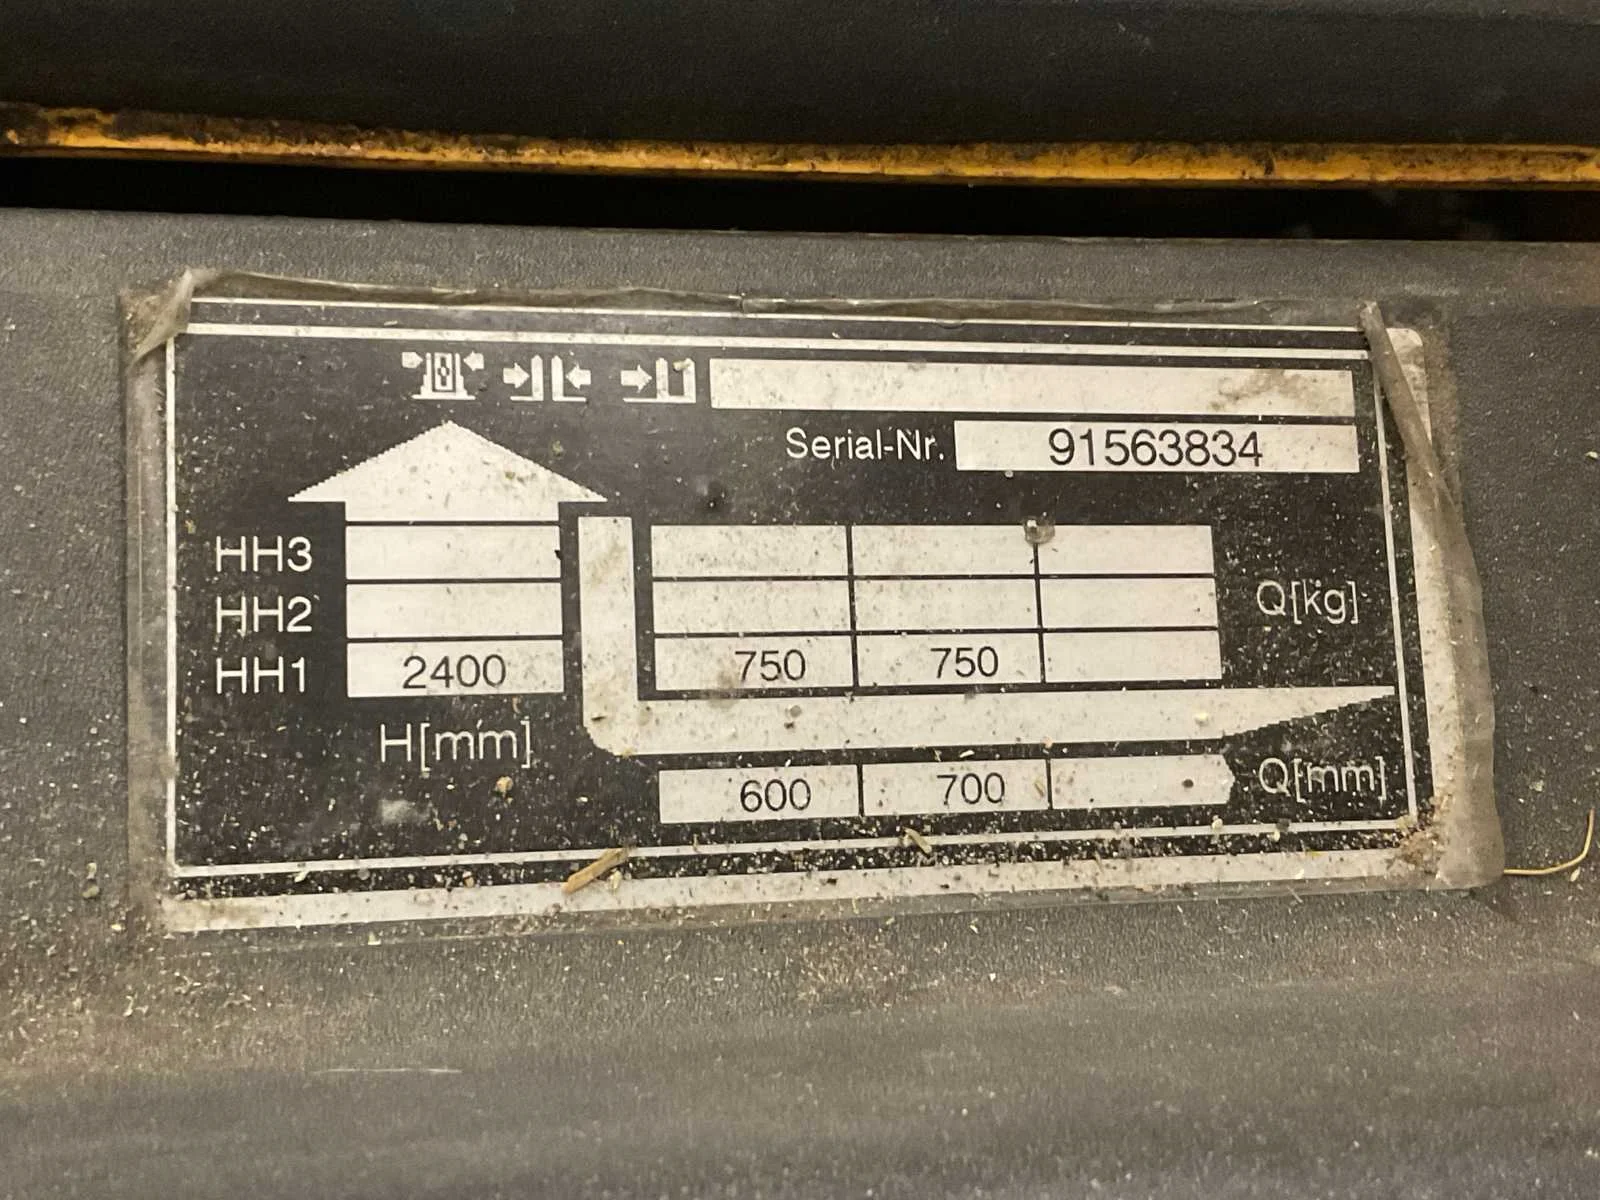 Serial-Nr. 91563834
HH3
HH2 Q[kg]
HH1 2400 750 750
H[mm]
600 700 Q[mm]